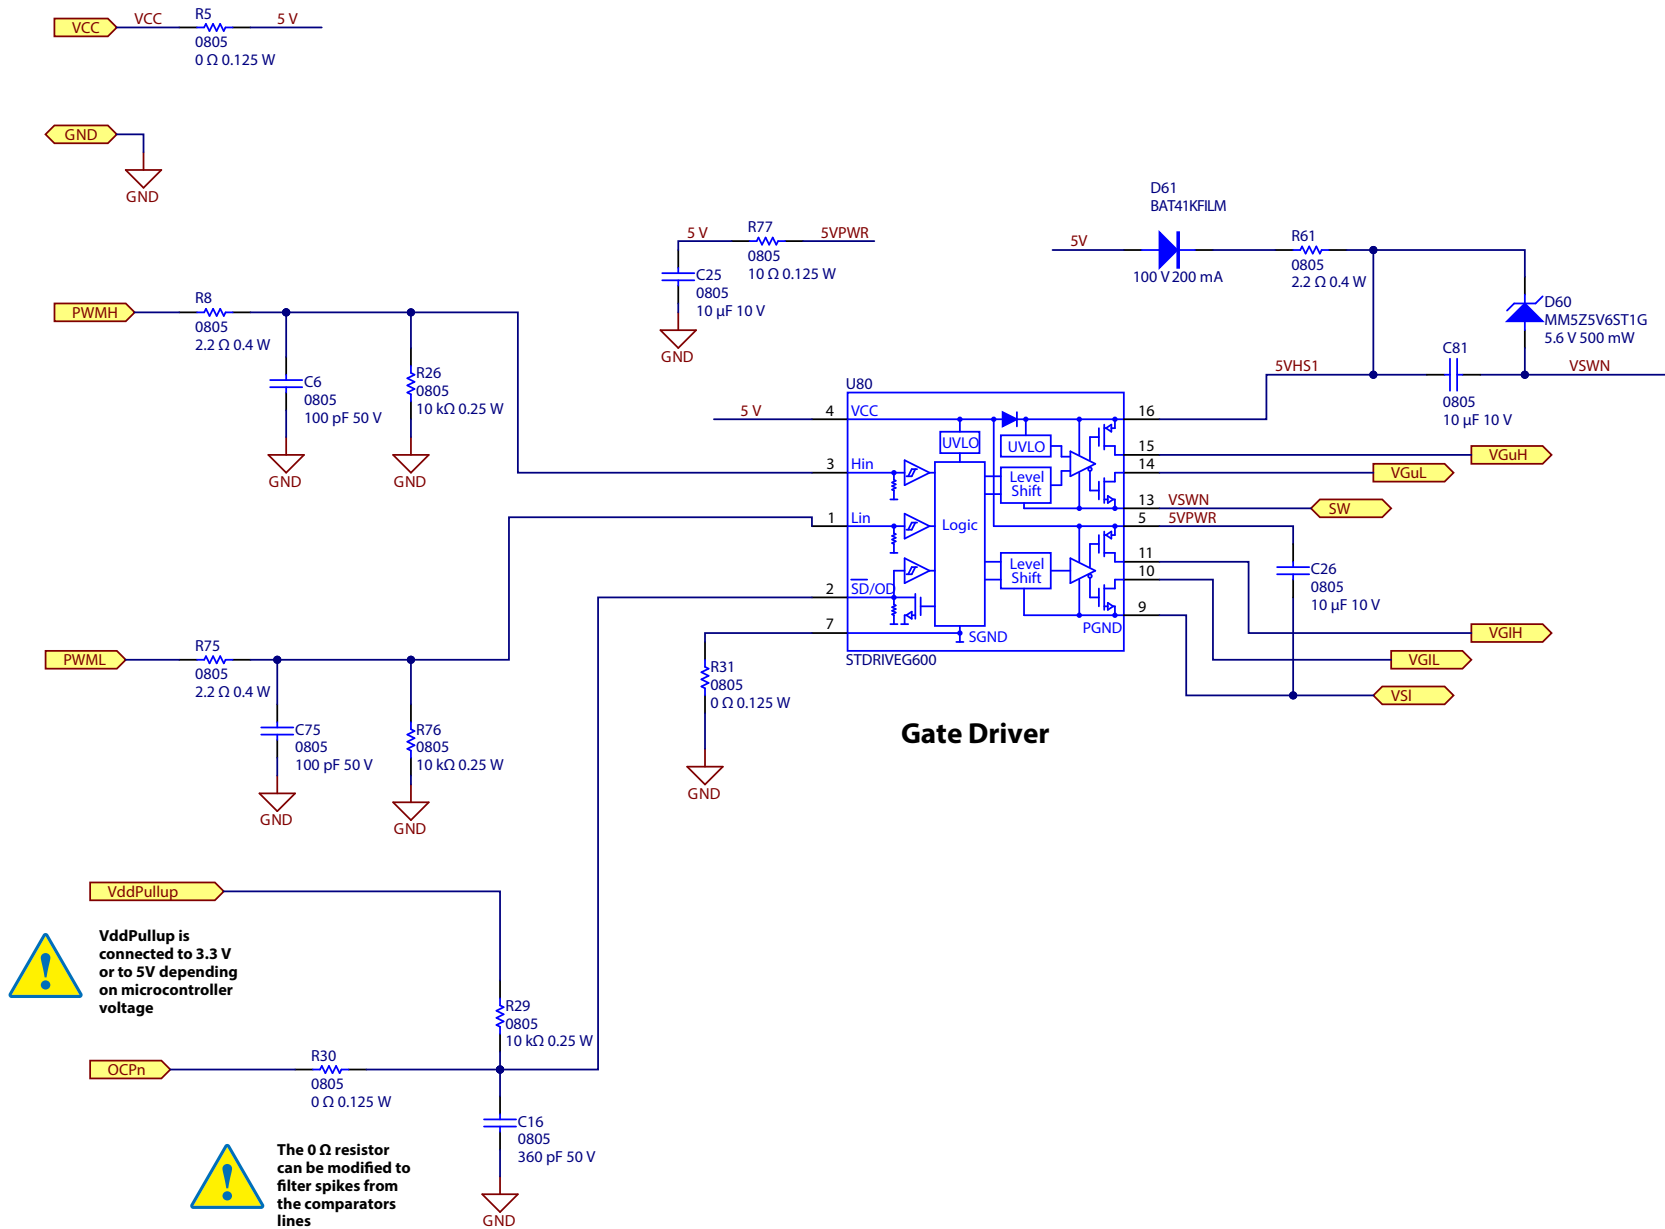 VCC
VCC
R5
5 V
0805
0 Ω 0.125 W
GND
GND
D61
BAT41KFILM
5V
100 V 200 mA
R61
0805
2.2 Ω 0.4 W
5 V
R77
5VPWR
0805
10 Ω 0.125 W
C25
0805
10 µF 10 V
GND
D60
MM5Z5V6ST1G
5.6 V 500 mW
5VHS1
C81
VSWN
0805
10 µF 10 V
PWMH
R8
0805
2.2 Ω 0.4 W
C6
0805
100 pF 50 V
GND
R26
0805
10 kΩ 0.25 W
GND
U80
5 V
4
VCC
UVLO
UVLO
16
15
VGuH
3
Hin
Level
Shift
14
VGuL
13
VSWN
SW
1
Lin
Logic
5
5VPWR
Level
Shift
11
10
2
SD/OD
9
7
SGND
PGND
STDRIVEG600
C26
0805
10 µF 10 V
VGIH
VGIL
VSI
R31
0805
0 Ω 0.125 W
GND
Gate Driver
PWML
R75
0805
2.2 Ω 0.4 W
C75
0805
100 pF 50 V
GND
R76
0805
10 kΩ 0.25 W
GND
VddPullup
VddPullup is
connected to 3.3 V
or to 5V depending
on microcontroller
voltage
R29
0805
10 kΩ 0.25 W
OCPn
R30
0805
0 Ω 0.125 W
C16
0805
360 pF 50 V
GND
The 0 Ω resistor
can be modified to
filter spikes from
the comparators
lines